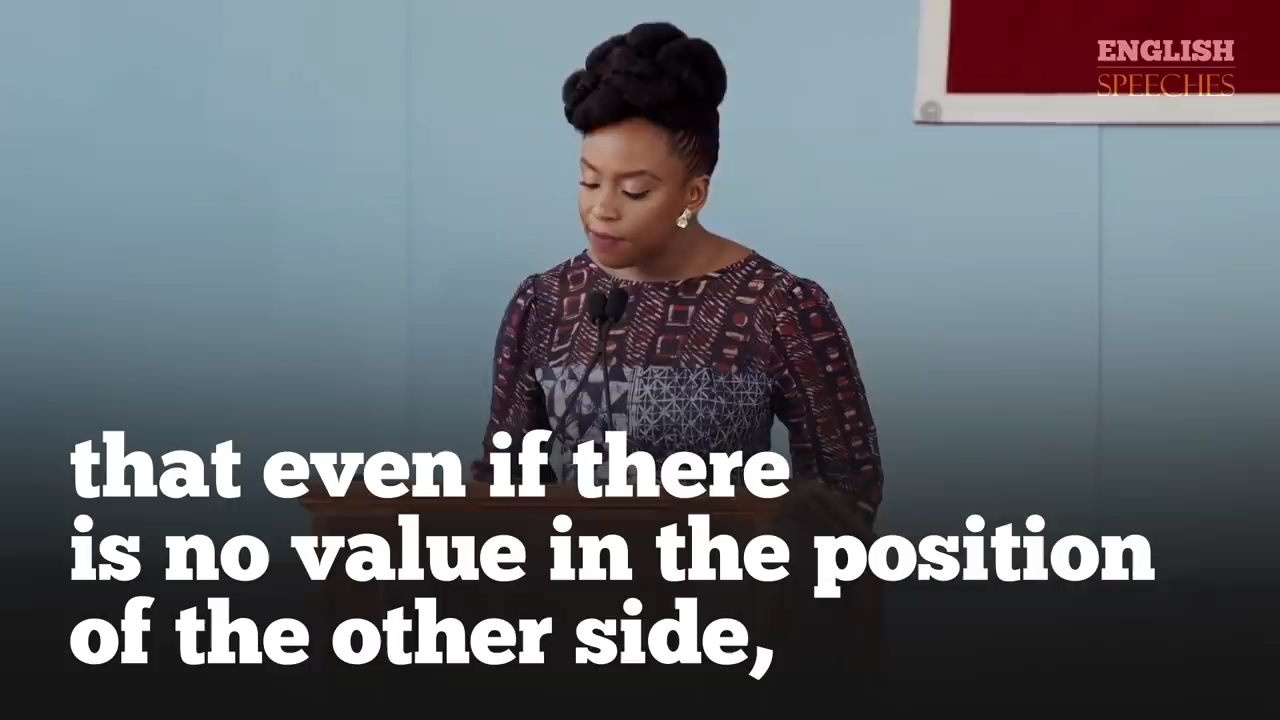 ENGLISH
SPEECHES
that even if there
is no value in the position
of the other side,